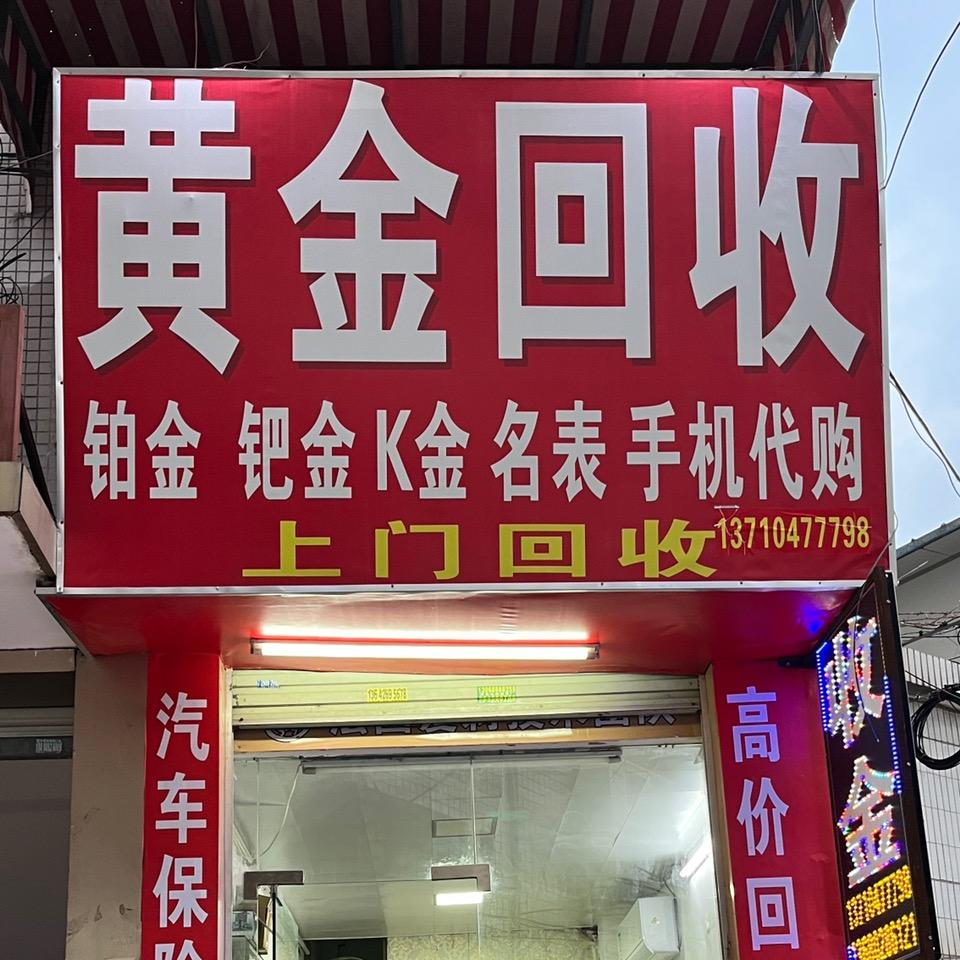 黄金回收
铂金 钯金 K金 名表 手机代购
上门回收 13710477798
汽车保险
高价回
收金